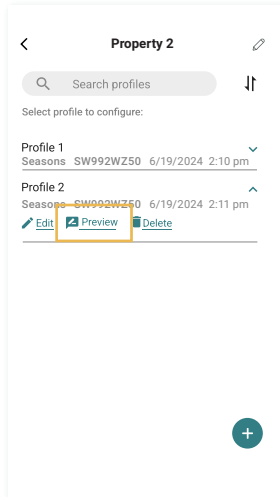 Property 2
Search profiles
Select profile to configure:
Profile 1
Seasons SW992WZ50 6/19/2024 2:10 pm
Profile 2
Seasons SW992WZ50 6/19/2024 2:11 pm
Edit Preview Delete